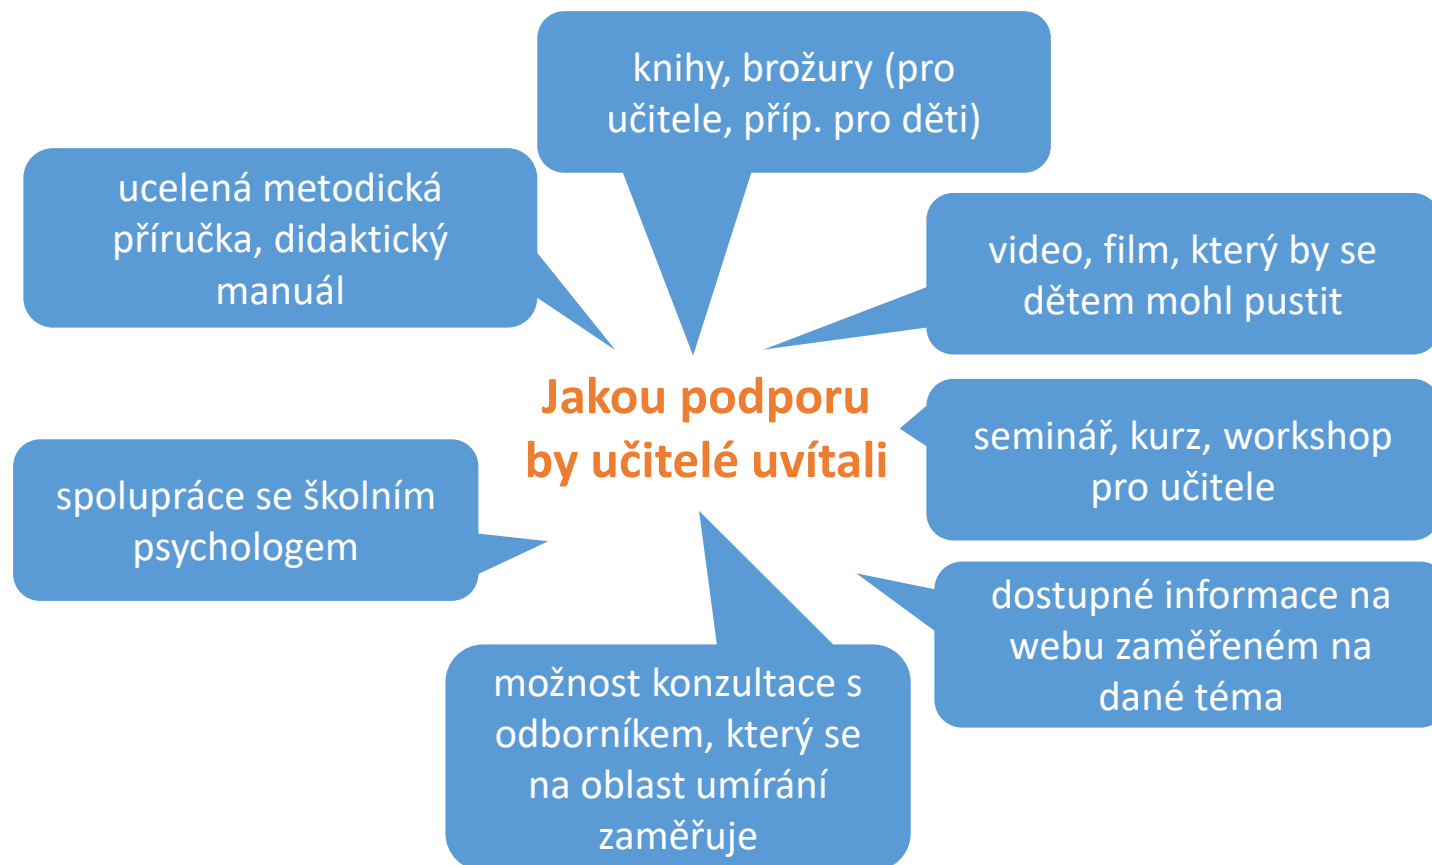 knihy, brožury (pro
učitele, příp. pro děti)
ucelená metodická
příručka, didaktický
manuál
video, film, který by se
dětem mohl pustit
Jakou podporu
by učitelé uvítali
seminář, kurz, workshop
pro učitele
spolupráce se školním
psychologem
dostupné informace na
webu zaměřeném na
dané téma
možnost konzultace s
odborníkem, který se
na oblast umírání
zaměřuje